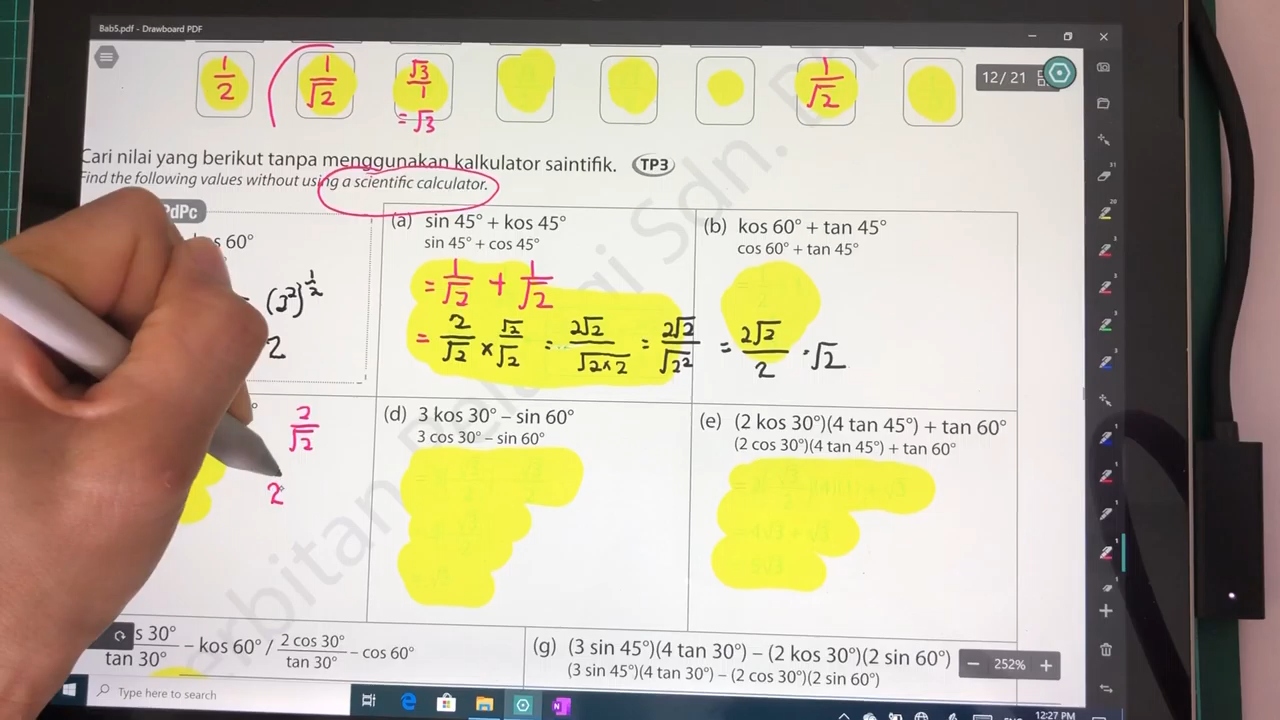 Bab5.pdf - Drawboard PDF
1/2 1/√2 √3/1 1/√2
= √3
12 / 21
Cari nilai yang berikut tanpa menggunakan kalkulator saintifik. TP3
Find the following values without using a scientific calculator.
PdPc
s 60°
(2²)^1/2
2
(a) sin 45° + kos 45°
sin 45° + cos 45°
= 1/√2 + 1/√2
= 2/√2 × √2/√2 = 2√2/√2×2 = 2√2/√2² = 2√2/2 · √2
(b) kos 60° + tan 45°
cos 60° + tan 45°
2/√2
2
(d) 3 kos 30° – sin 60°
3 cos 30° – sin 60°
(e) (2 kos 30°)(4 tan 45°) + tan 60°
(2 cos 30°)(4 tan 45°) + tan 60°
= 4√3 + √3
5√3
s 30°/tan 30° – kos 60° / 2 cos 30°/tan 30° – cos 60°
(g) (3 sin 45°)(4 tan 30°) – (2 kos 30°)(2 sin 60°)
(3 sin 45°)(4 tan 30°) – (2 cos 30°)(2 sin 60°)
252%
Type here to search
12:27 PM